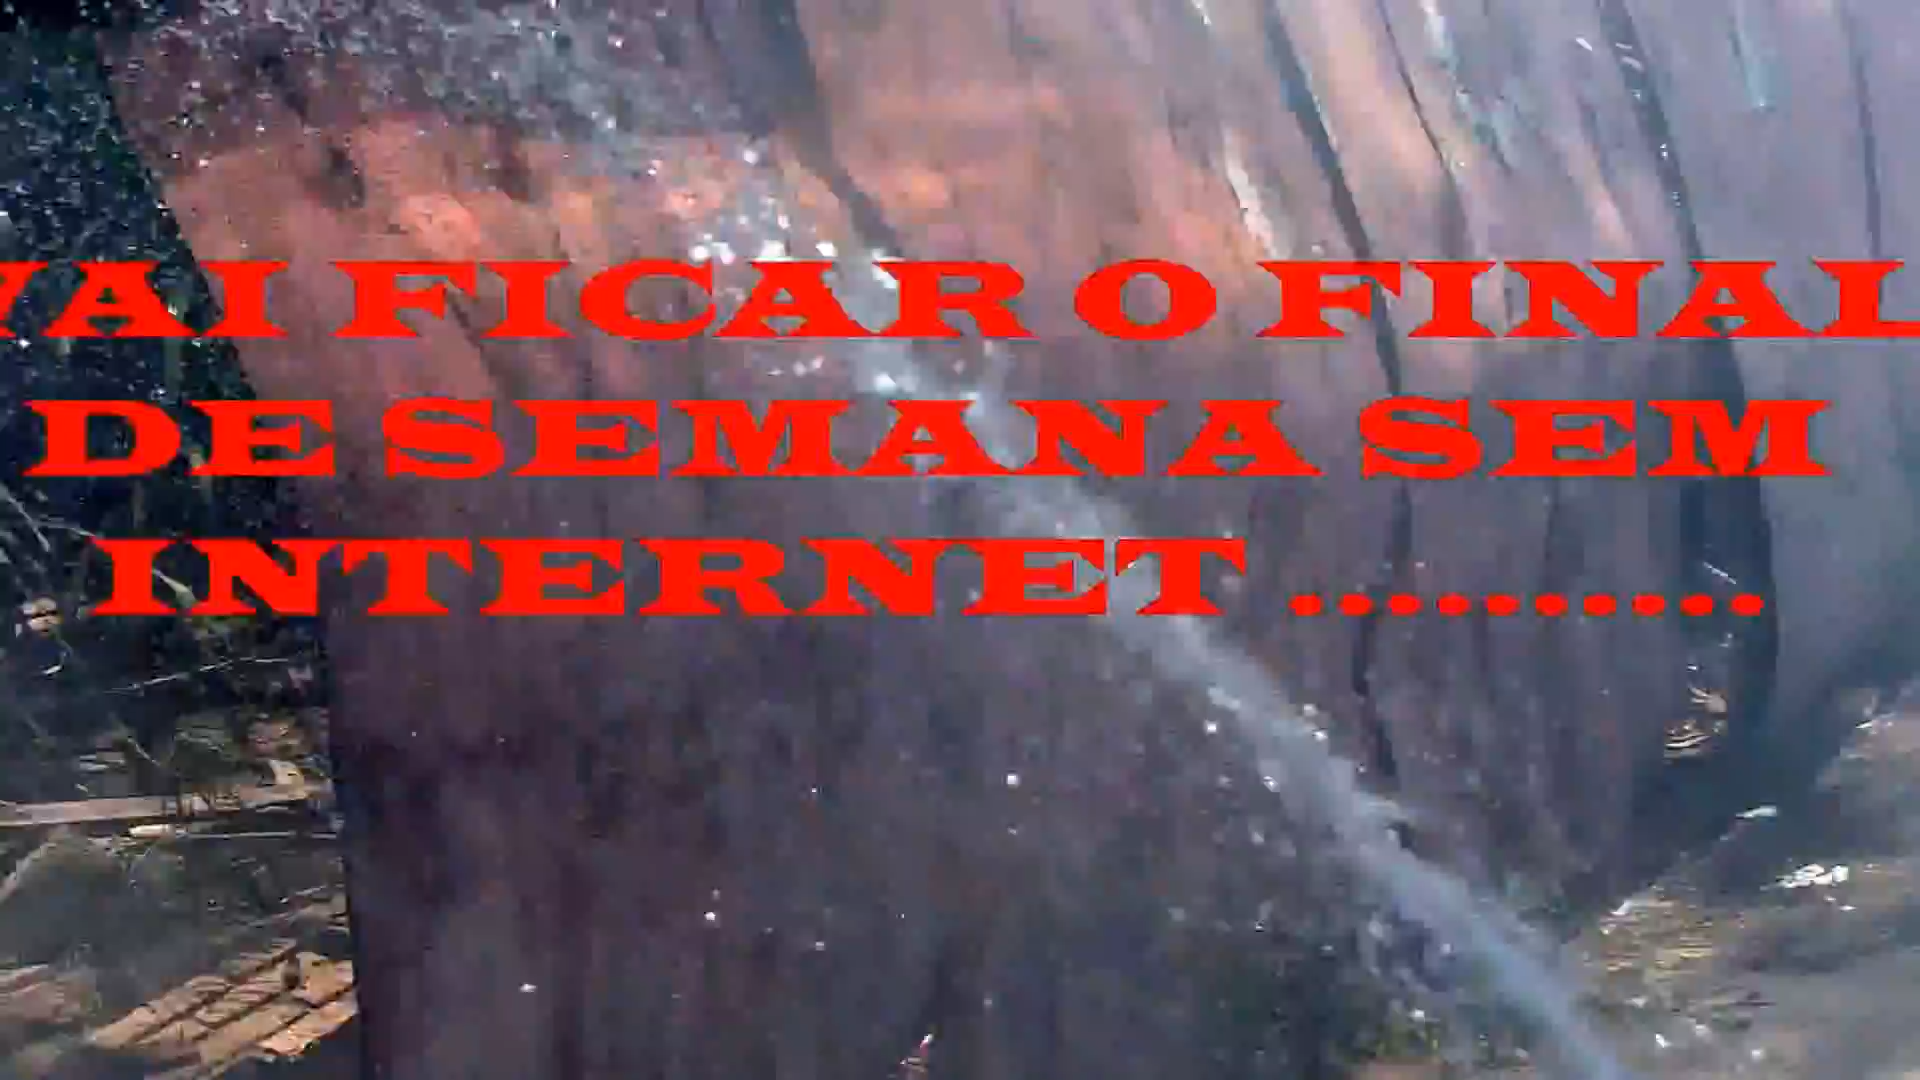 VAI FICAR O FINAL
DE SEMANA SEM
INTERNET ..........